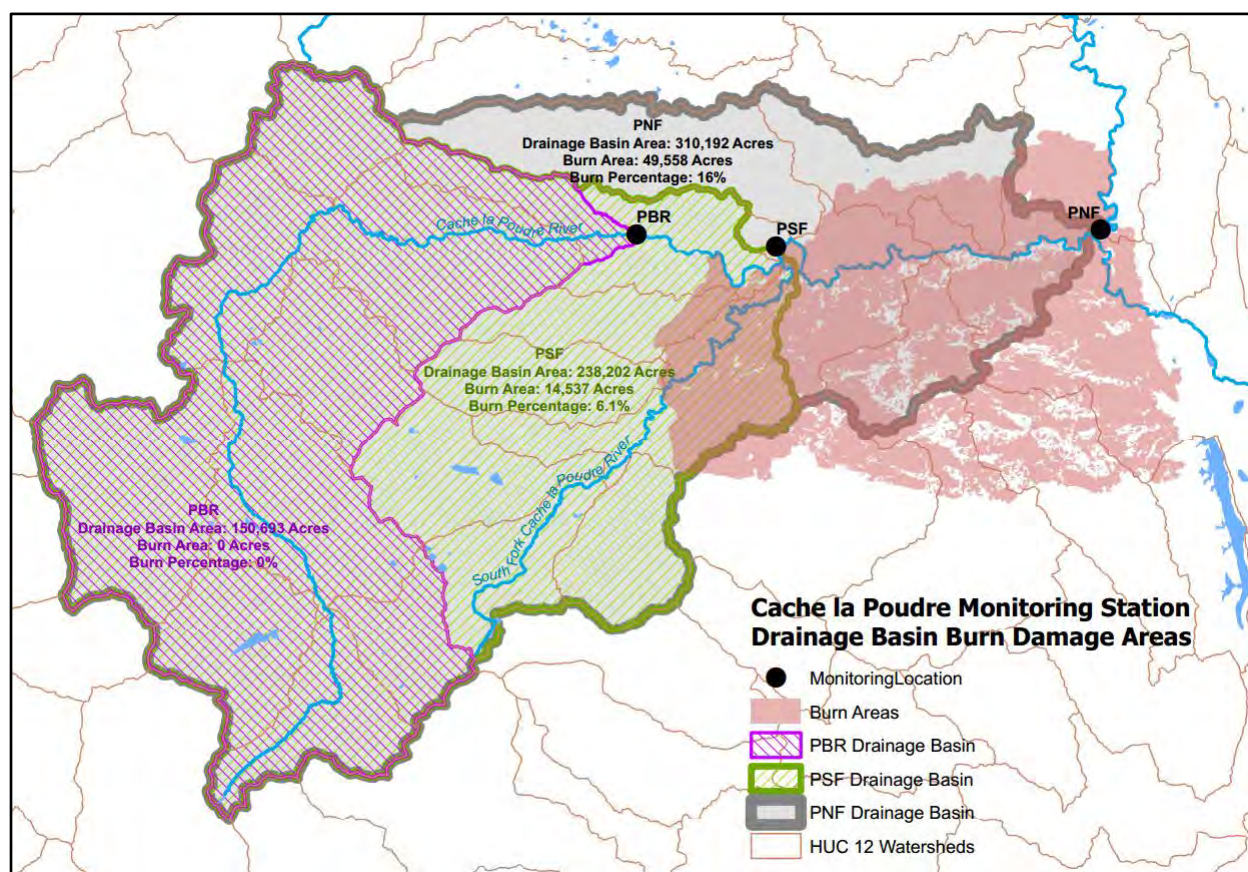 PNF
Drainage Basin Area: 310,192 Acres
Burn Area: 49,558 Acres
Burn Percentage: 16%
Cache la Poudre River
PBR
PSF
PNF
PSF
Drainage Basin Area: 238,202 Acres
Burn Area: 14,537 Acres
Burn Percentage: 6.1%
South Fork Cache la Poudre River
PBR
Drainage Basin Area: 150,693 Acres
Burn Area: 0 Acres
Burn Percentage: 0%
Cache la Poudre Monitoring Station
Drainage Basin Burn Damage Areas
MonitoringLocation
Burn Areas
PBR Drainage Basin
PSF Drainage Basin
PNF Drainage Basin
HUC 12 Watersheds